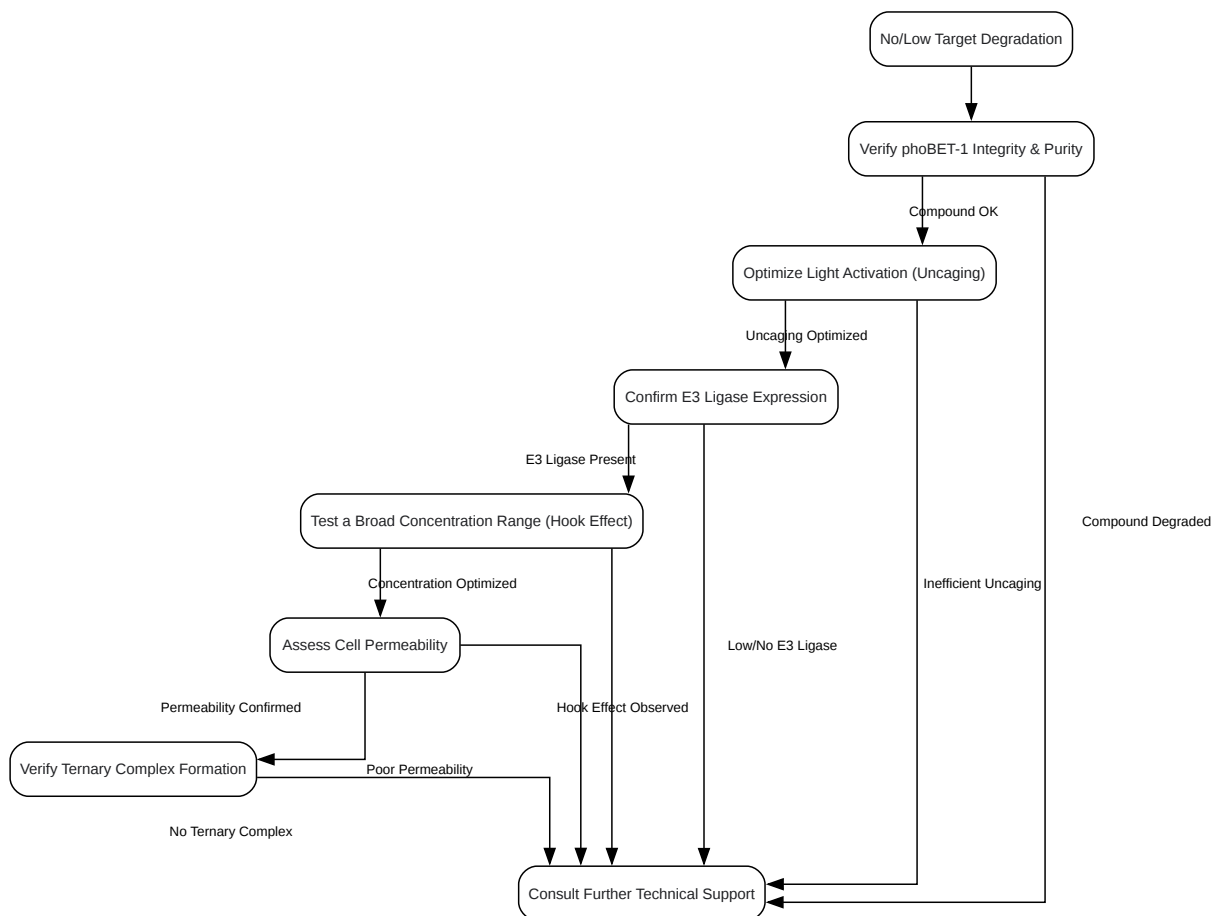 No/Low Target Degradation
Verify phoBET-1 Integrity & Purity
Compound OK
Optimize Light Activation (Uncaging)
Uncaging Optimized
Confirm E3 Ligase Expression
E3 Ligase Present
Test a Broad Concentration Range (Hook Effect)
Compound Degraded
Concentration Optimized
Inefficient Uncaging
Assess Cell Permeability
Low/No E3 Ligase
Permeability Confirmed
Hook Effect Observed
Verify Ternary Complex Formation
Poor Permeability
No Ternary Complex
Consult Further Technical Support